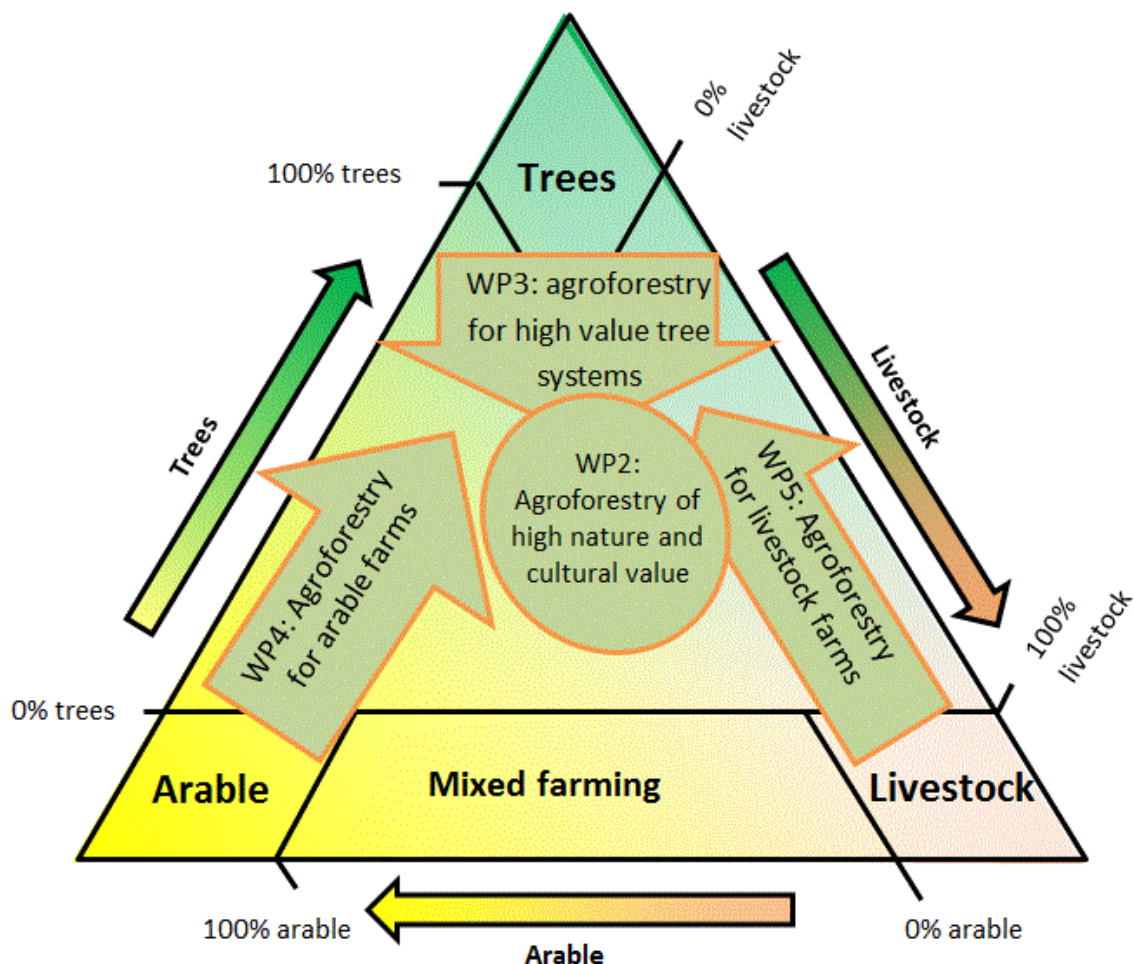 0%
livestock
100% trees
Trees
WP3: agroforestry
for high value tree
systems
Trees
Livestock
WP2:
Agroforestry of
high nature and
cultural value
WP4: Agroforestry
for arable farms
WP5: Agroforestry
for livestock farms
100%
livestock
0% trees
Arable
Mixed farming
Livestock
100% arable
Arable
0% arable